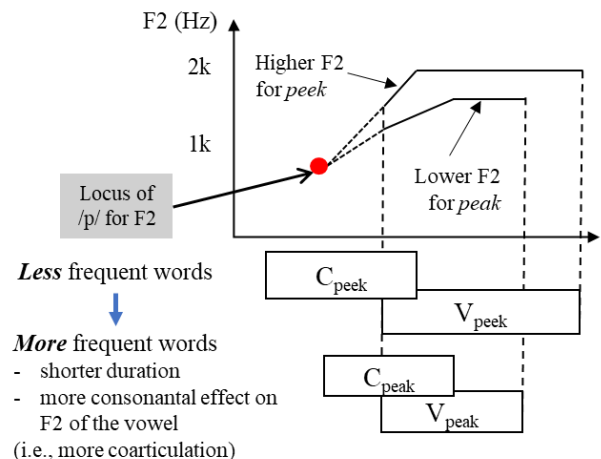 F2 (Hz)
2k
1k
Higher F2
for peek
Lower F2
for peak
Locus of
/p/ for F2
Less frequent words
More frequent words
- shorter duration
- more consonantal effect on
F2 of the vowel
(i.e., more coarticulation)
Cpeek
Vpeek
Cpeak
Vpeak